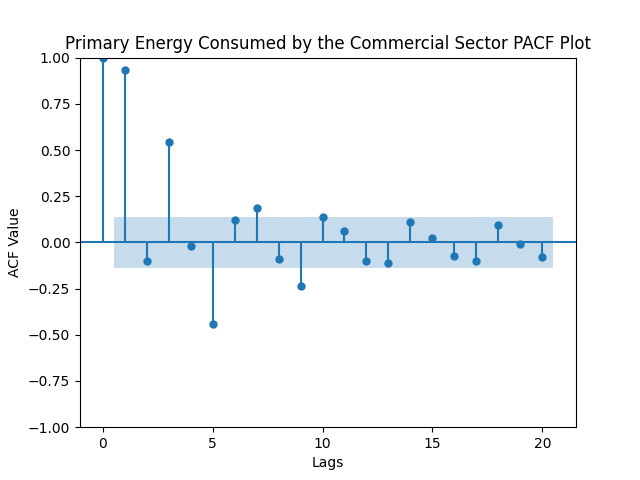 Primary Energy Consumed by the Commercial Sector PACF Plot
1.00
0.75
0.50
0.25
0.00
−0.25
−0.50
−0.75
−1.00
ACF Value
0 5 10 15 20
Lags